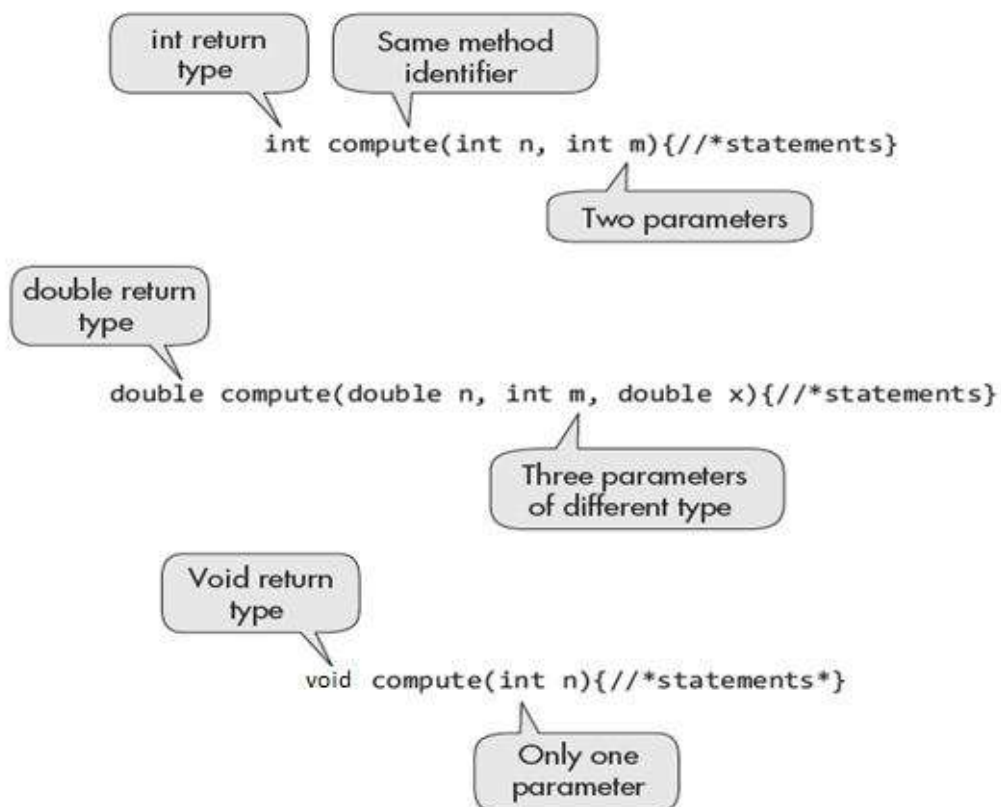 int return
type
Same method
identifier
int compute(int n, int m){//*statements}
Two parameters
double return
type
double compute(double n, int m, double x){//*statements}
Three parameters
of different type
Void return
type
void compute(int n){//*statements*}
Only one
parameter